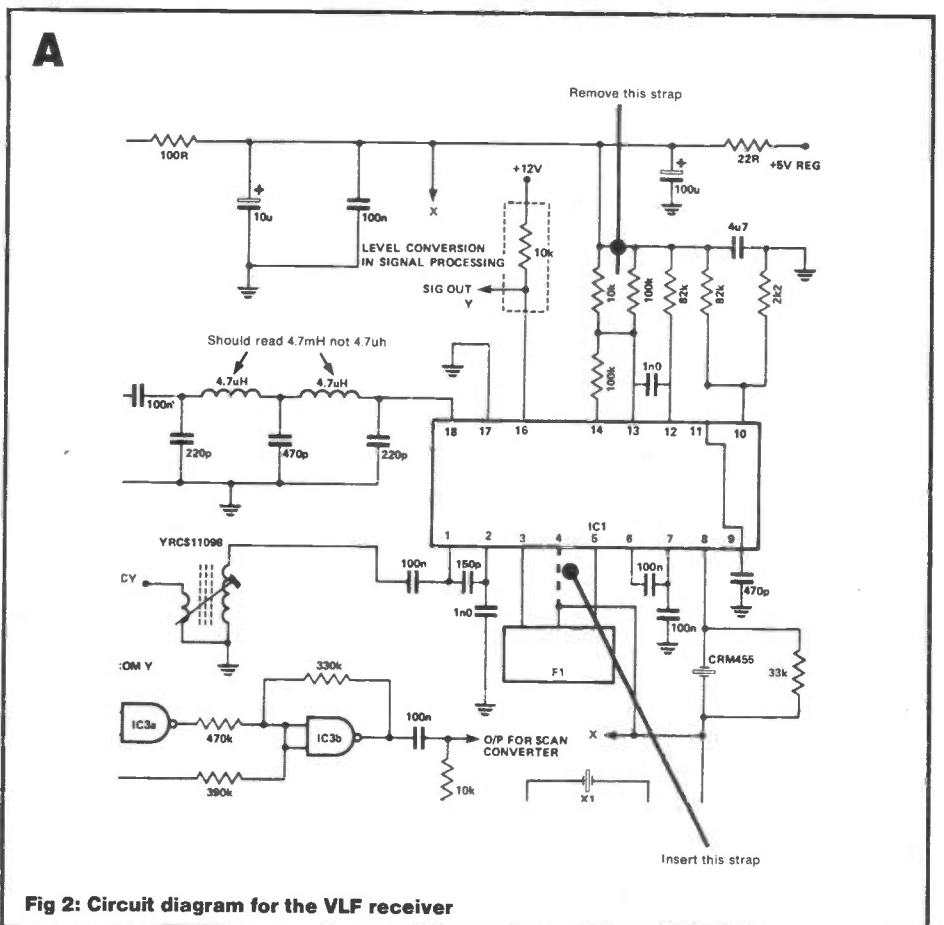 A
Remove this strap
100R
22R
+5V REG
+
10u
100n
X
+12V
+
100u
LEVEL CONVERSION
IN SIGNAL PROCESSING
10k
SIG OUT
Y
4u7
10k
100k
82k
82k
2k2
Should read 4.7mH not 4.7uh
100k
1n0
4.7uH
4.7uH
100n
220p
470p
220p
18 17 16 14 13 12 11 10
IC1
1 2 3 4 5 6 7 8 9
YRCS11098
100n
150p
100n
470p
CY
1n0
100n
F1
CRM455
33k
:OM Y
330k
IC3a
470k
IC3b
100n
O/P FOR SCAN
CONVERTER
X
390k
10k
X1
Insert this strap
Fig 2: Circuit diagram for the VLF receiver